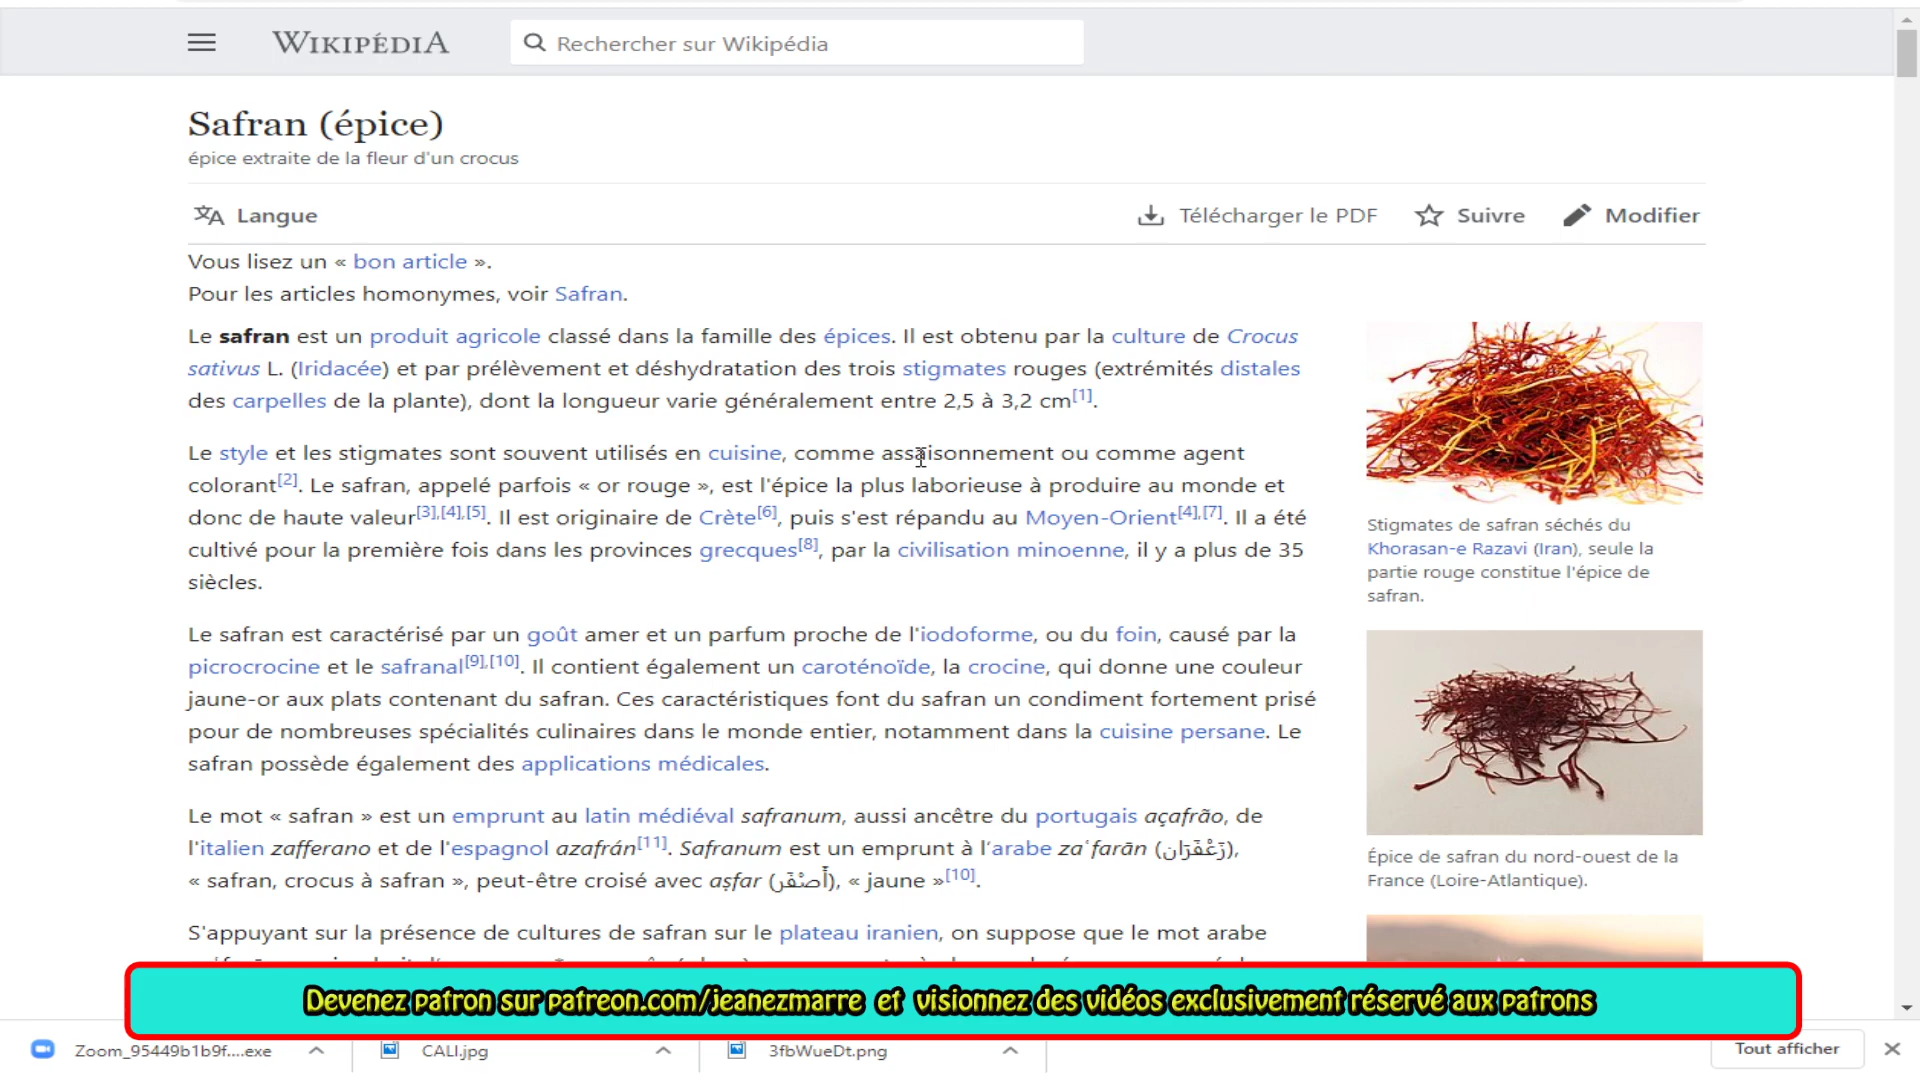 WIKIPÉDIA
Rechercher sur Wikipédia
Safran (épice)
épice extraite de la fleur d'un crocus
Langue
Télécharger le PDF
Suivre
Modifier
Vous lisez un « bon article ».
Pour les articles homonymes, voir Safran.
Le safran est un produit agricole classé dans la famille des épices. Il est obtenu par la culture de Crocus
sativus L. (Iridacée) et par prélèvement et déshydratation des trois stigmates rouges (extrémités distales
des carpelles de la plante), dont la longueur varie généralement entre 2,5 à 3,2 cm[1].
Le style et les stigmates sont souvent utilisés en cuisine, comme assaisonnement ou comme agent
colorant[2]. Le safran, appelé parfois « or rouge », est l'épice la plus laborieuse à produire au monde et
donc de haute valeur[3],[4],[5]. Il est originaire de Crète[6], puis s'est répandu au Moyen-Orient[4],[7]. Il a été
cultivé pour la première fois dans les provinces grecques[8], par la civilisation minoenne, il y a plus de 35
siècles.
Le safran est caractérisé par un goût amer et un parfum proche de l'iodoforme, ou du foin, causé par la
picrocrocine et le safranal[9],[10]. Il contient également un caroténoïde, la crocine, qui donne une couleur
jaune-or aux plats contenant du safran. Ces caractéristiques font du safran un condiment fortement prisé
pour de nombreuses spécialités culinaires dans le monde entier, notamment dans la cuisine persane. Le
safran possède également des applications médicales.
Le mot « safran » est un emprunt au latin médiéval safranum, aussi ancêtre du portugais açafrão, de
l'italien zafferano et de l'espagnol azafrán[11]. Safranum est un emprunt à l'arabe zaʿfarān (زَعْفَرَان),
« safran, crocus à safran », peut-être croisé avec aṣfar (أَصْفَر), « jaune »[10].
S'appuyant sur la présence de cultures de safran sur le plateau iranien, on suppose que le mot arabe
Stigmates de safran séchés du
Khorasan-e Razavi (Iran), seule la
partie rouge constitue l'épice de
safran.
Épice de safran du nord-ouest de la
France (Loire-Atlantique).
Devenez patron sur patreon.com/jeanezmarre et visionnez des vidéos exclusivement réservé aux patrons
Zoom_95449b1b9f....exe
CALI.jpg
3fbWueDt.png
Tout afficher